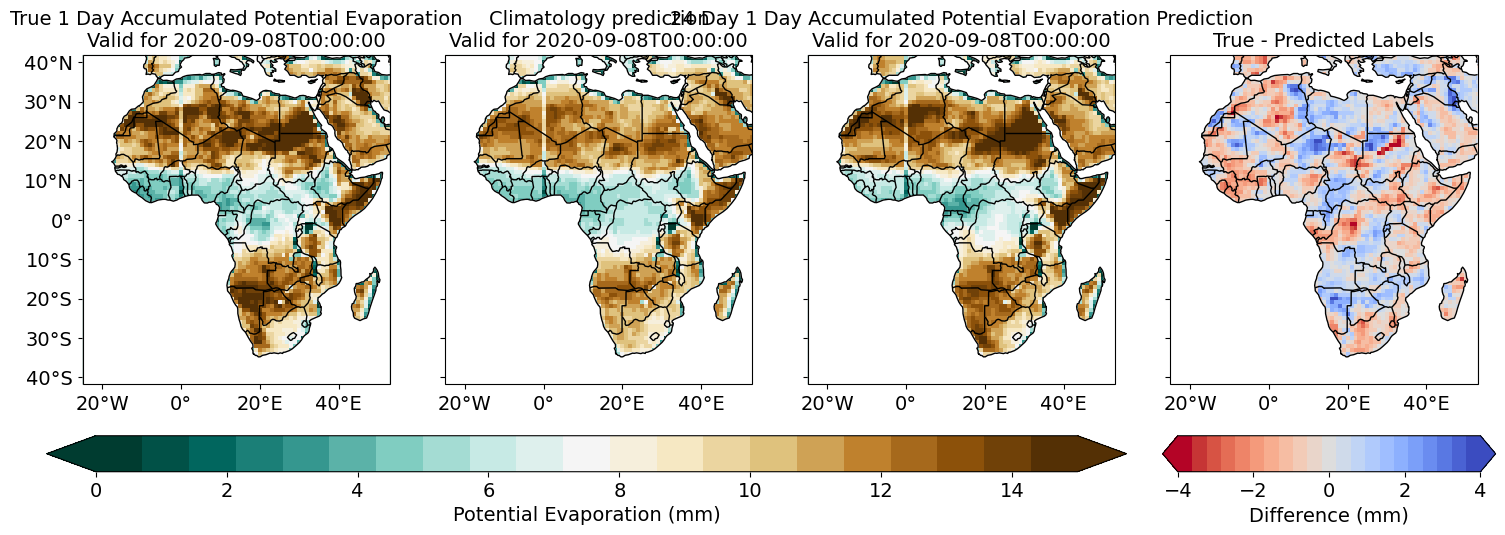 True 1 Day Accumulated Potential Evaporation
Valid for 2020-09-08T00:00:00
Climatology prediction
Valid for 2020-09-08T00:00:00
24 Day 1 Day Accumulated Potential Evaporation Prediction
Valid for 2020-09-08T00:00:00
True - Predicted Labels
40°N
30°N
20°N
10°N
0°
10°S
20°S
30°S
40°S
20°W 0° 20°E 40°E
20°W 0° 20°E 40°E
20°W 0° 20°E 40°E
20°W 0° 20°E 40°E
0 2 4 6 8 10 12 14
Potential Evaporation (mm)
−4 −2 0 2 4
Difference (mm)